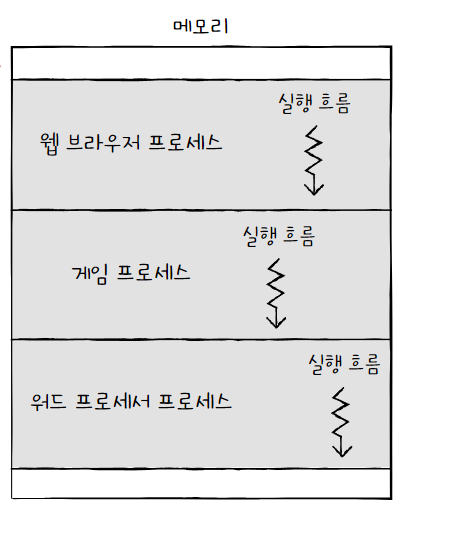 메모리
실행 흐름
웹 브라우저 프로세스
실행 흐름
게임 프로세스
실행 흐름
워드 프로세서 프로세스